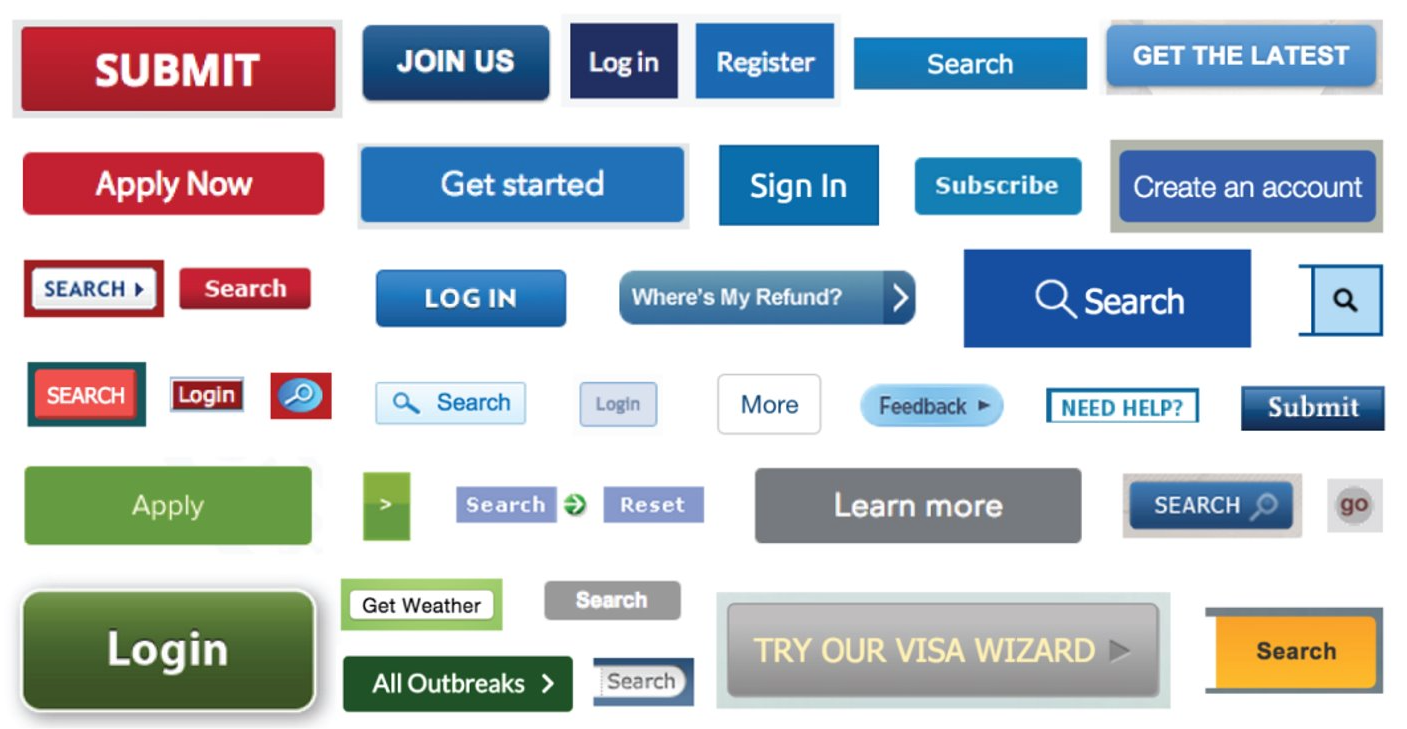 SUBMIT
JOIN US
Log in
Register
Search
GET THE LATEST
Apply Now
Get started
Sign In
Subscribe
Create an account
SEARCH
Search
LOG IN
Where's My Refund?
Search
SEARCH
Login
Search
Login
More
Feedback
NEED HELP?
Submit
Apply
>
Search
Reset
Learn more
SEARCH
go
Login
Get Weather
Search
All Outbreaks
Search
TRY OUR VISA WIZARD
Search